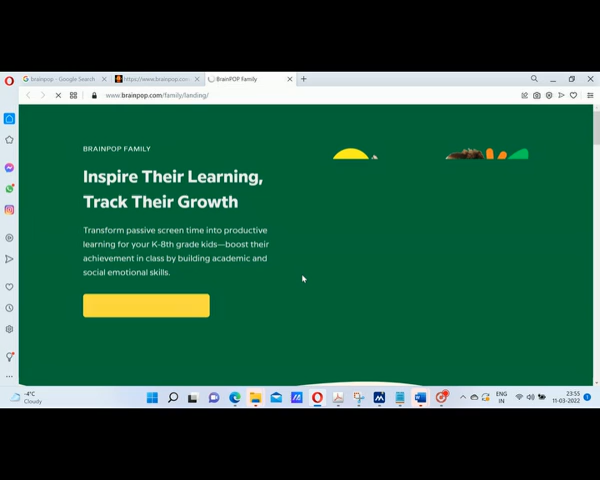 brainpop - Google Search
https://www.brainpop.com
BrainPOP Family
www.brainpop.com/family/landing/
BRAINPOP FAMILY
Inspire Their Learning,
Track Their Growth
Transform passive screen time into productive
learning for your K-8th grade kids—boost their
achievement in class by building academic and
social emotional skills.
-4°C
Cloudy
ENG
IN
23:55
11-03-2022